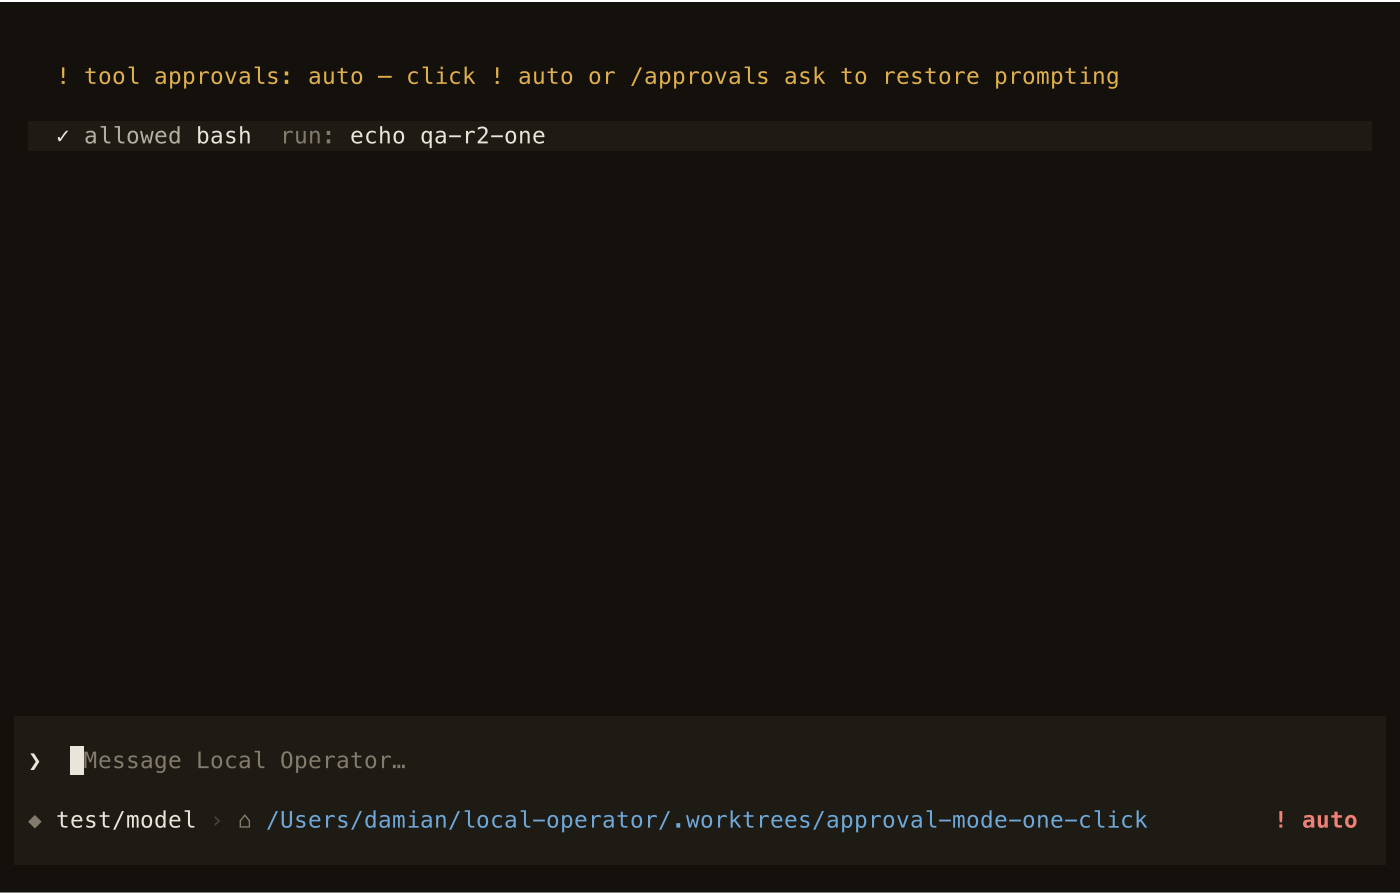 ! tool approvals: auto — click ! auto or /approvals ask to restore prompting
✓ allowed bash  run: echo qa-r2-one
❯ Message Local Operator…
◆ test/model › ⌂ /Users/damian/local-operator/.worktrees/approval-mode-one-click ! auto